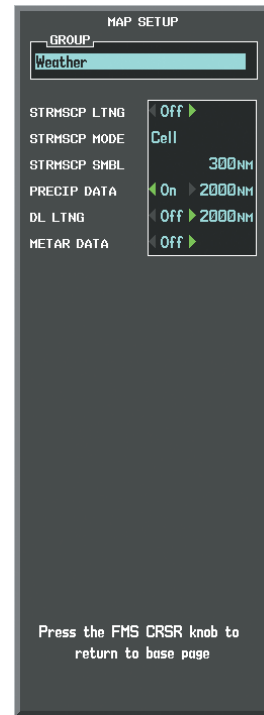 MAP SETUP
GROUP
Weather
STRMSCP LTNG Off
STRMSCP MODE Cell
STRMSCP SMBL 300NM
PRECIP DATA On 2000NM
DL LTNG Off 2000NM
METAR DATA Off
Press the FMS CRSR knob to
return to base page